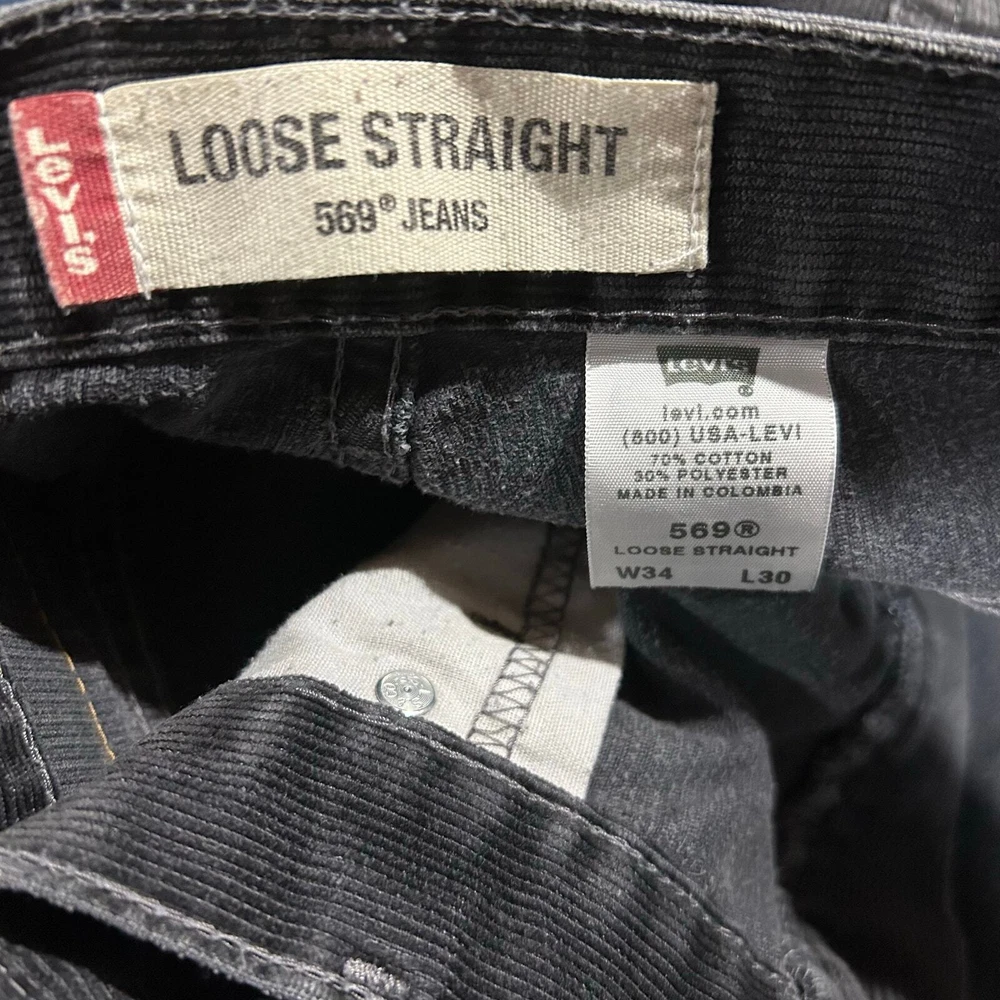 Levi's
LOOSE STRAIGHT
569® JEANS
Levi's
®
levi.com
(800) USA-LEVI
70% COTTON
30% POLYESTER
MADE IN COLOMBIA
569®
LOOSE STRAIGHT
W34 L30